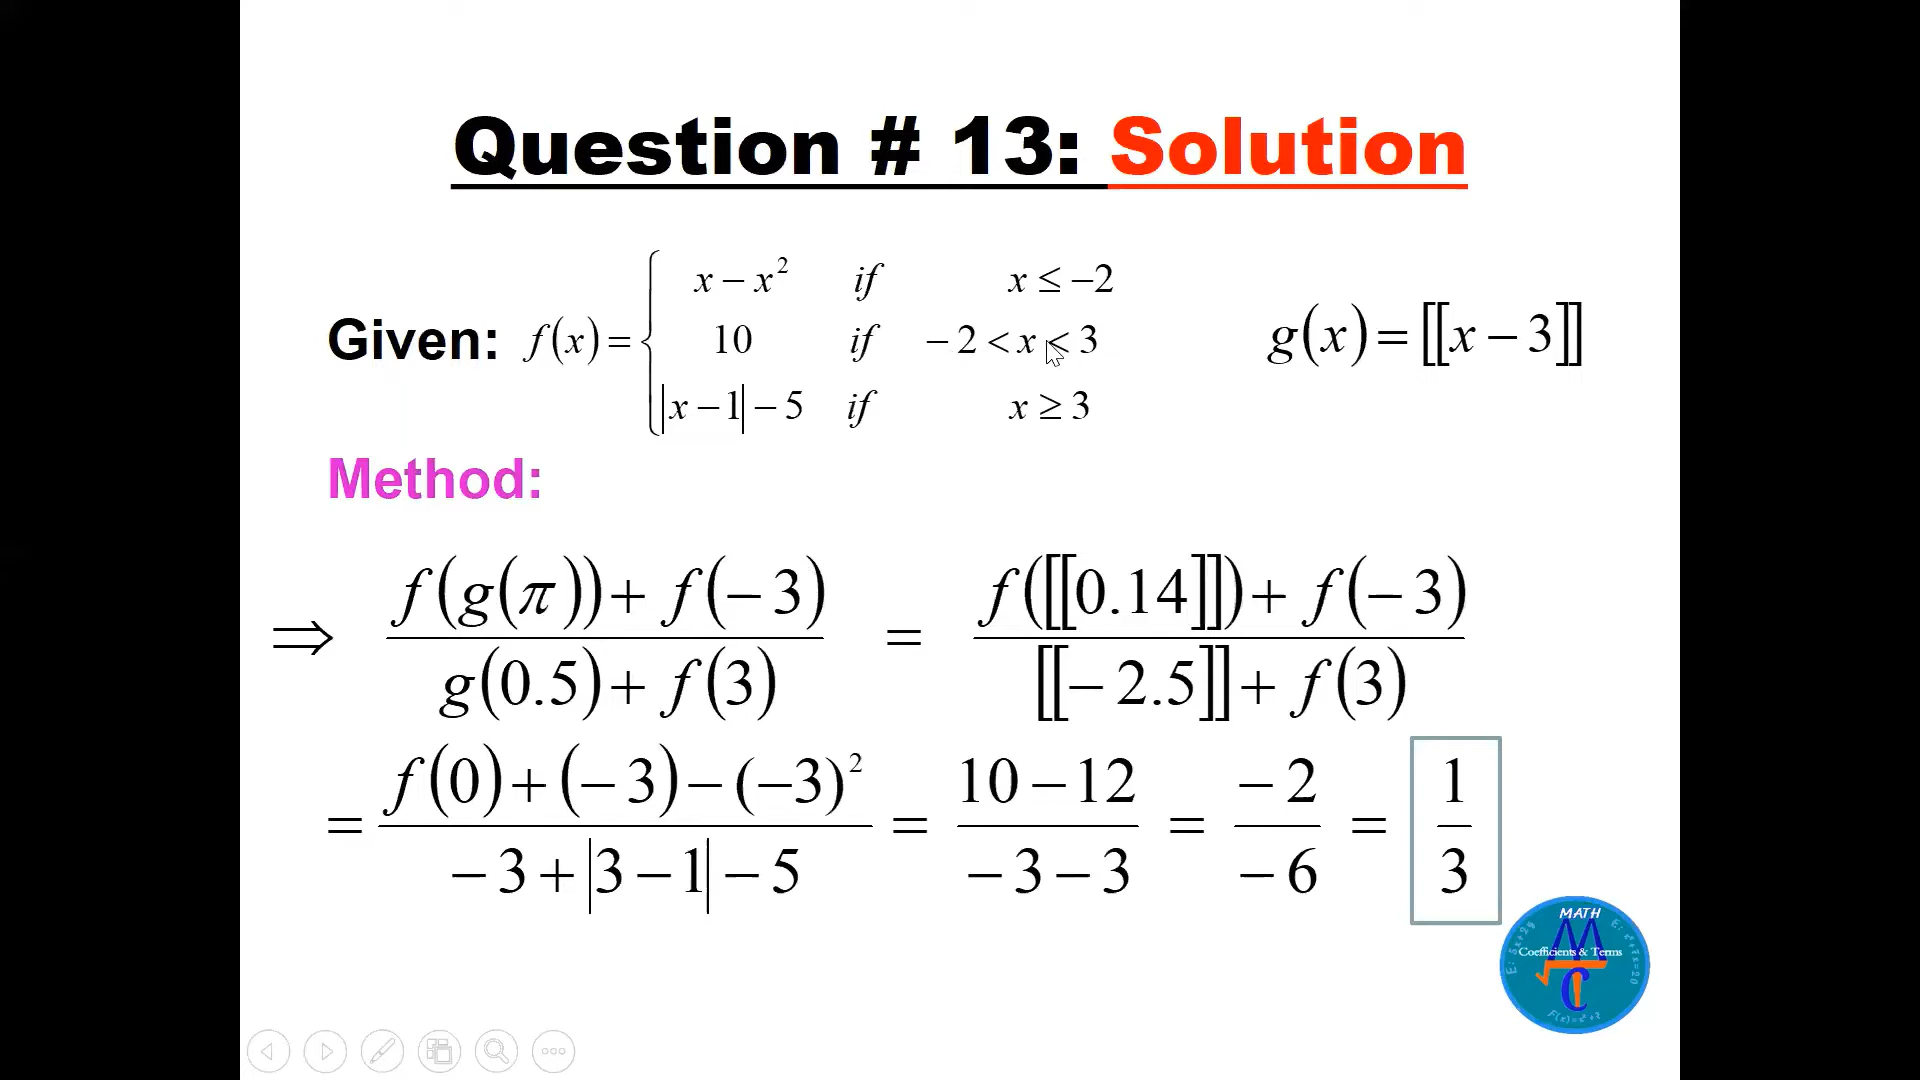 Question # 13: Solution
Given: f(x) = { x − x² if x ≤ −2
10 if − 2 < x < 3
|x − 1| − 5 if x ≥ 3
g(x) = [[x − 3]]
Method:
⇒ (f(g(π)) + f(− 3)) / (g(0.5) + f(3)) = (f([[0.14]]) + f(− 3)) / ([[− 2.5]] + f(3))
= (f(0) + (− 3) − (−3)²) / (− 3 + |3 − 1| − 5) = (10 − 12) / (− 3 − 3) = − 2 / − 6 = 1 / 3
MATH
M
Coefficients & Terms
C